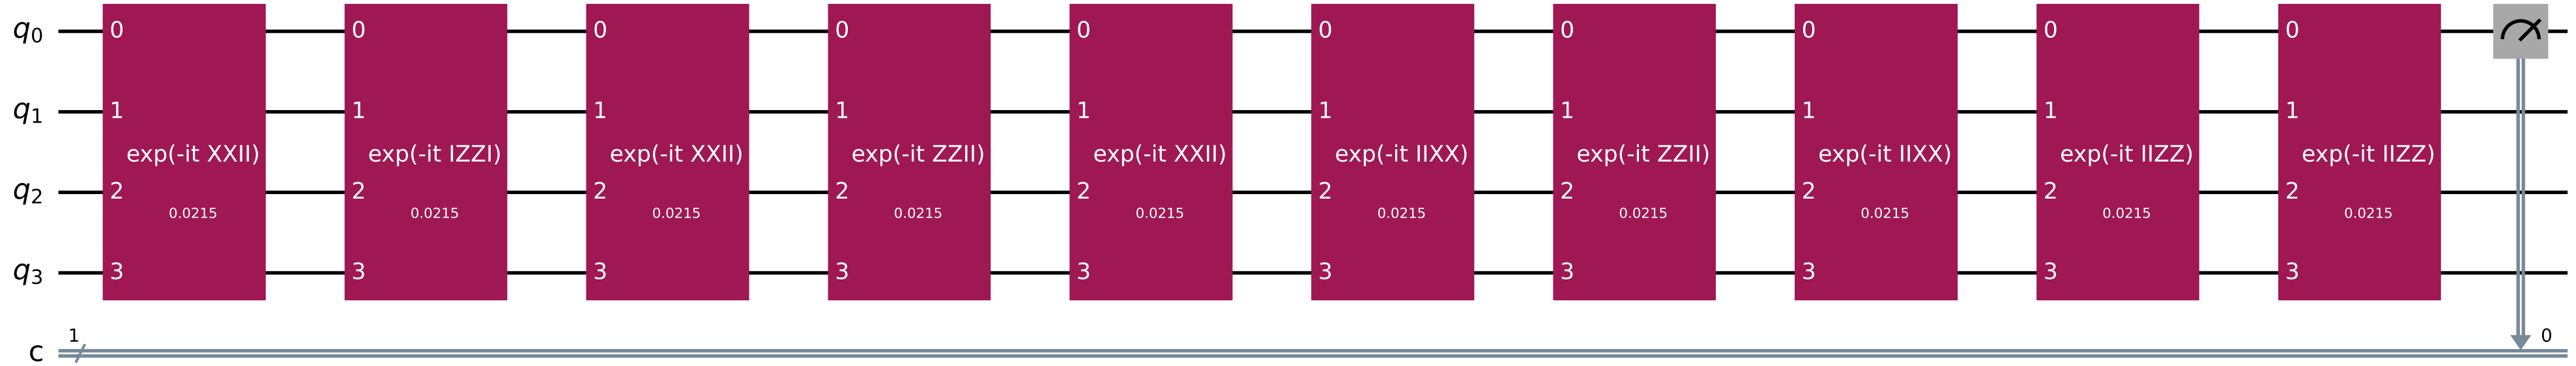 q0 0 0 0 0 0 0 0 0 0 0
q1 1 1 1 1 1 1 1 1 1 1
exp(-it XXII) exp(-it IZZI) exp(-it XXII) exp(-it ZZII) exp(-it XXII) exp(-it IIXX) exp(-it ZZII) exp(-it IIXX) exp(-it IIZZ) exp(-it IIZZ)
q2 2 2 2 2 2 2 2 2 2 2
0.0215 0.0215 0.0215 0.0215 0.0215 0.0215 0.0215 0.0215 0.0215 0.0215
q3 3 3 3 3 3 3 3 3 3 3
1 0
c